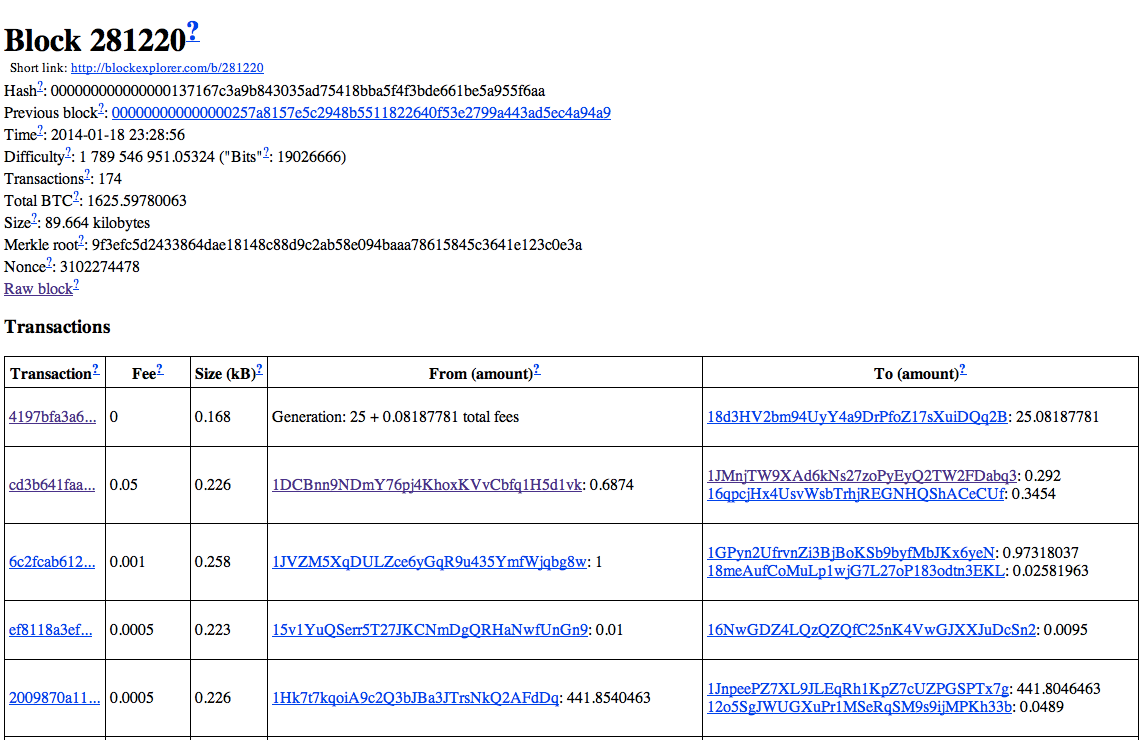 Block 281220?
Short link: http://blockexplorer.com/b/281220
Hash?: 000000000000000137167c3a9b843035ad75418bba5f4f3bde661be5a955f6aa
Previous block?: 000000000000000257a8157e5c2948b5511822640f53e2799a443ad5ec4a94a9
Time?: 2014-01-18 23:28:56
Difficulty?: 1 789 546 951.05324 ("Bits"?: 19026666)
Transactions?: 174
Total BTC?: 1625.59780063
Size?: 89.664 kilobytes
Merkle root?: 9f3efc5d2433864dae18148c88d9c2ab58e094baaa78615845c3641e123c0e3a
Nonce?: 3102274478
Raw block?
Transactions
Transaction? Fee? Size (kB)? From (amount)? To (amount)?
4197bfa3a6... 0 0.168 Generation: 25 + 0.08187781 total fees 18d3HV2bm94UyY4a9DrPfoZ17sXuiDQq2B: 25.08187781
cd3b641faa... 0.05 0.226 1DCBnn9NDmY76pj4KhoxKVvCbfq1H5d1vk: 0.6874 1JMnjTW9XAd6kNs27zoPyEyQ2TW2FDabq3: 0.292
16qpcjHx4UsvWsbTrhjREGNHQShACeCUf: 0.3454
6c2fcab612... 0.001 0.258 1JVZM5XqDULZce6yGqR9u435YmfWjqbg8w: 1 1GPyn2UfrvnZi3BjBoKSb9byfMbJKx6yeN: 0.97318037
18meAufCoMuLp1wjG7L27oP183odtn3EKL: 0.02581963
ef8118a3ef... 0.0005 0.223 15v1YuQSerr5T27JKCNmDgQRHaNwfUnGn9: 0.01 16NwGDZ4LQzQZQfC25nK4VwGJXXJuDcSn2: 0.0095
2009870a11... 0.0005 0.226 1Hk7t7kqoiA9c2Q3bJBa3JTrsNkQ2AFdDq: 441.8540463 1JnpeePZ7XL9JLEqRh1KpZ7cUZPGSPTx7g: 441.8046463
12o5SgJWUGXuPr1MSeRqSM9s9ijMPKh33b: 0.0489